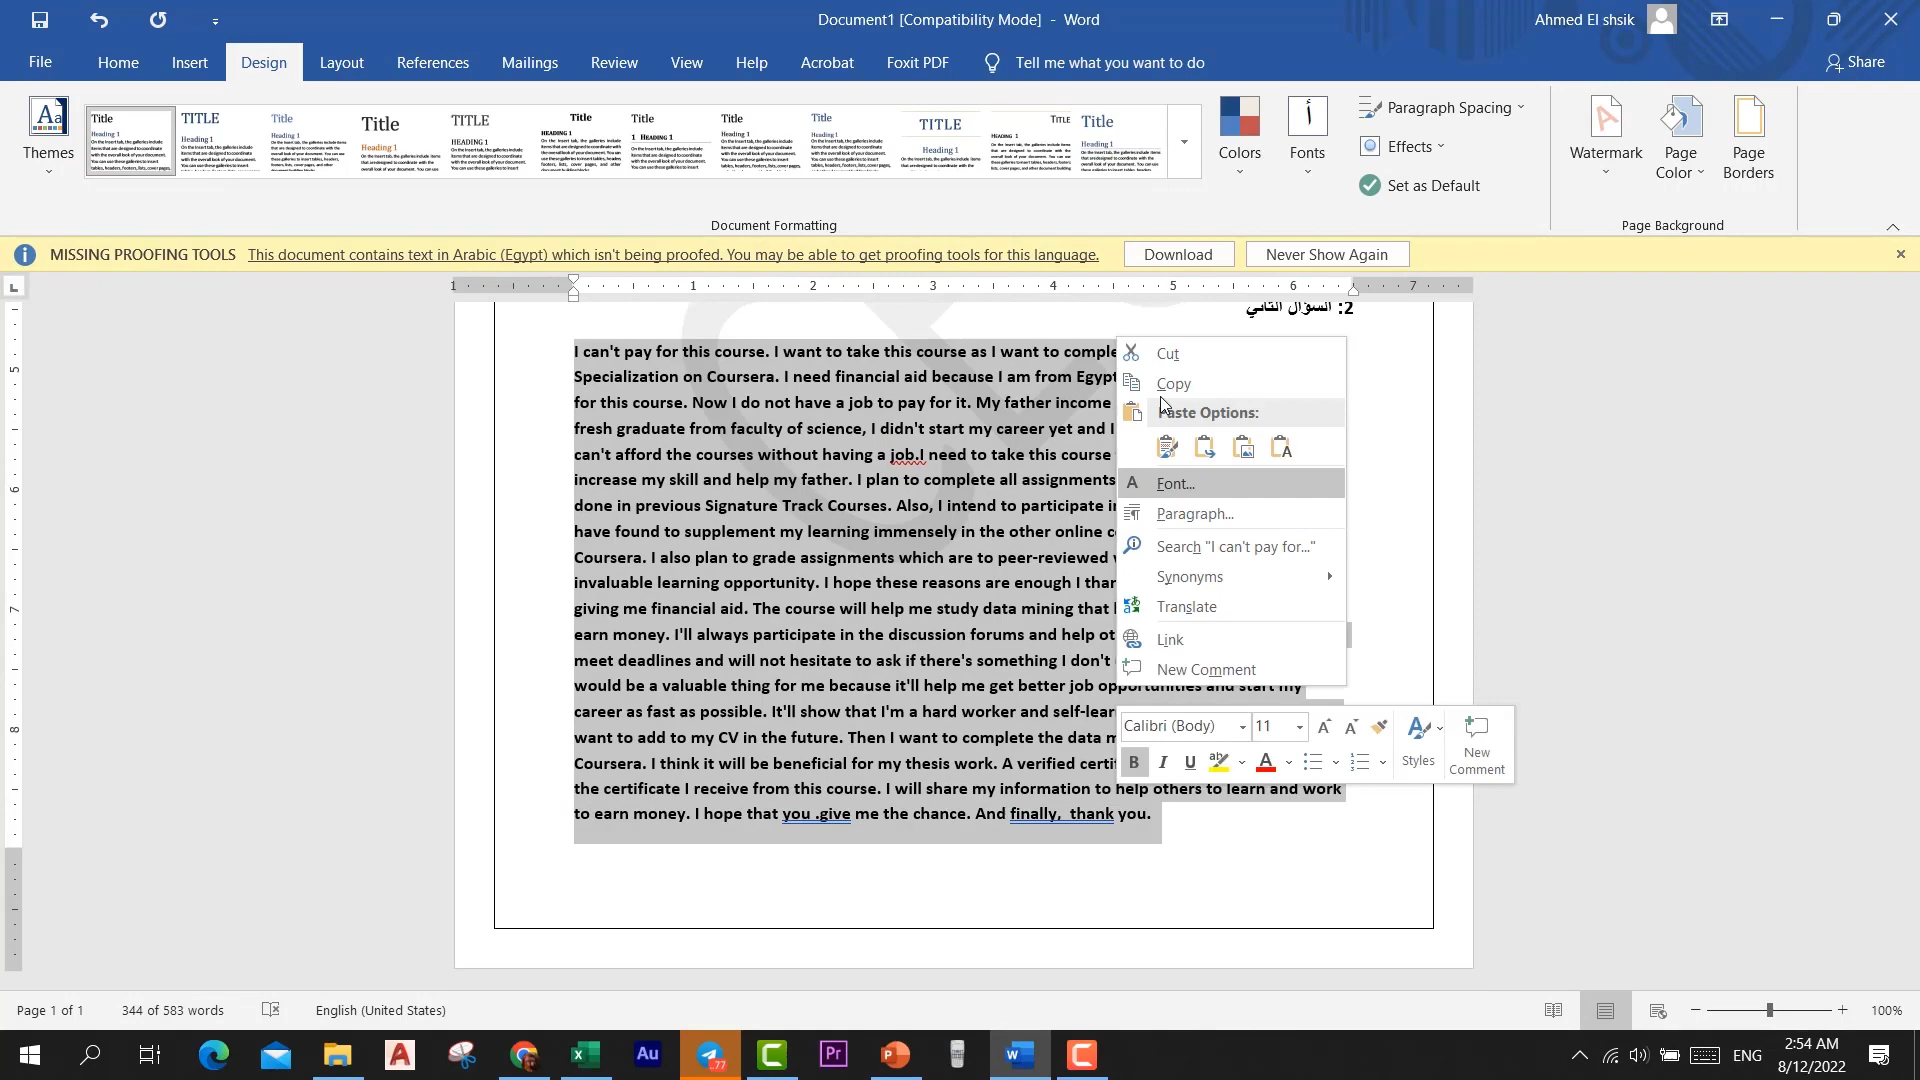 Document1 [Compatibility Mode] - Word
Ahmed El shsik
File Home Insert Design Layout References Mailings Review View Help Acrobat Foxit PDF Tell me what you want to do Share
Themes
Colors
Fonts
Paragraph Spacing
Effects
Set as Default
Watermark
Page Color
Page Borders
Document Formatting
Page Background
MISSING PROOFING TOOLS This document contains text in Arabic (Egypt) which isn't being proofed. You may be able to get proofing tools for this language. Download Never Show Again
2: السؤال الثاني
I can't pay for this course. I want to take this course as I want to comple
Specialization on Coursera. I need financial aid because I am from Egypt
for this course. Now I do not have a job to pay for it. My father income
fresh graduate from faculty of science, I didn't start my career yet and I
can't afford the courses without having a job.I need to take this course
increase my skill and help my father. I plan to complete all assignments
done in previous Signature Track Courses. Also, I intend to participate in
have found to supplement my learning immensely in the other online c
Coursera. I also plan to grade assignments which are to peer-reviewed
invaluable learning opportunity. I hope these reasons are enough I than
giving me financial aid. The course will help me study data mining that
earn money. I'll always participate in the discussion forums and help ot
meet deadlines and will not hesitate to ask if there's something I don't
would be a valuable thing for me because it'll help me get better job opportunities and start my
career as fast as possible. It'll show that I'm a hard worker and self-lear
want to add to my CV in the future. Then I want to complete the data m
Coursera. I think it will be beneficial for my thesis work. A verified certi
the certificate I receive from this course. I will share my information to help others to learn and work
to earn money. I hope that you .give me the chance. And finally, thank you.
Cut
Copy
Paste Options:
Font...
Paragraph...
Search "I can't pay for..."
Synonyms
Translate
Link
New Comment
Calibri (Body) 11
B I U
Styles
New Comment
Page 1 of 1 344 of 583 words English (United States) 100%
ENG
2:54 AM
8/12/2022